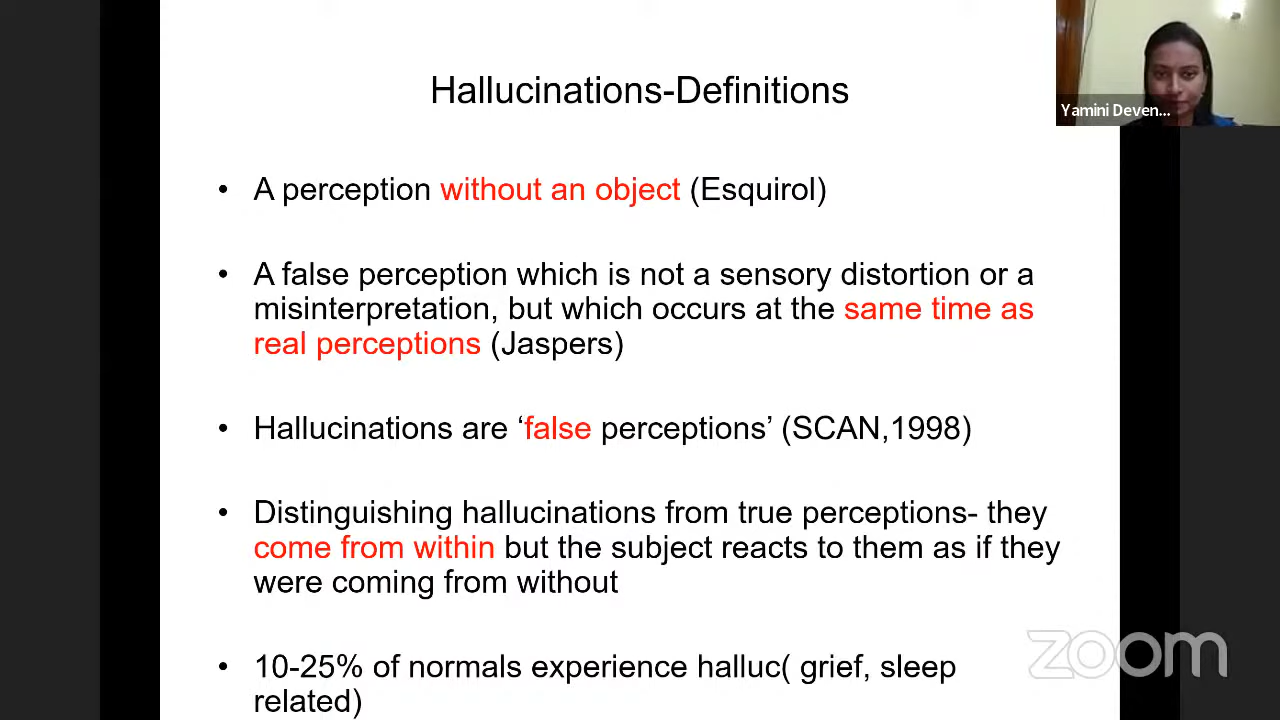 Hallucinations-Definitions
Yamini Deven...
• A perception without an object (Esquirol)
• A false perception which is not a sensory distortion or a
misinterpretation, but which occurs at the same time as
real perceptions (Jaspers)
• Hallucinations are ‘false perceptions’ (SCAN,1998)
• Distinguishing hallucinations from true perceptions- they
come from within but the subject reacts to them as if they
were coming from without
• 10-25% of normals experience halluc( grief, sleep
related)
zoom